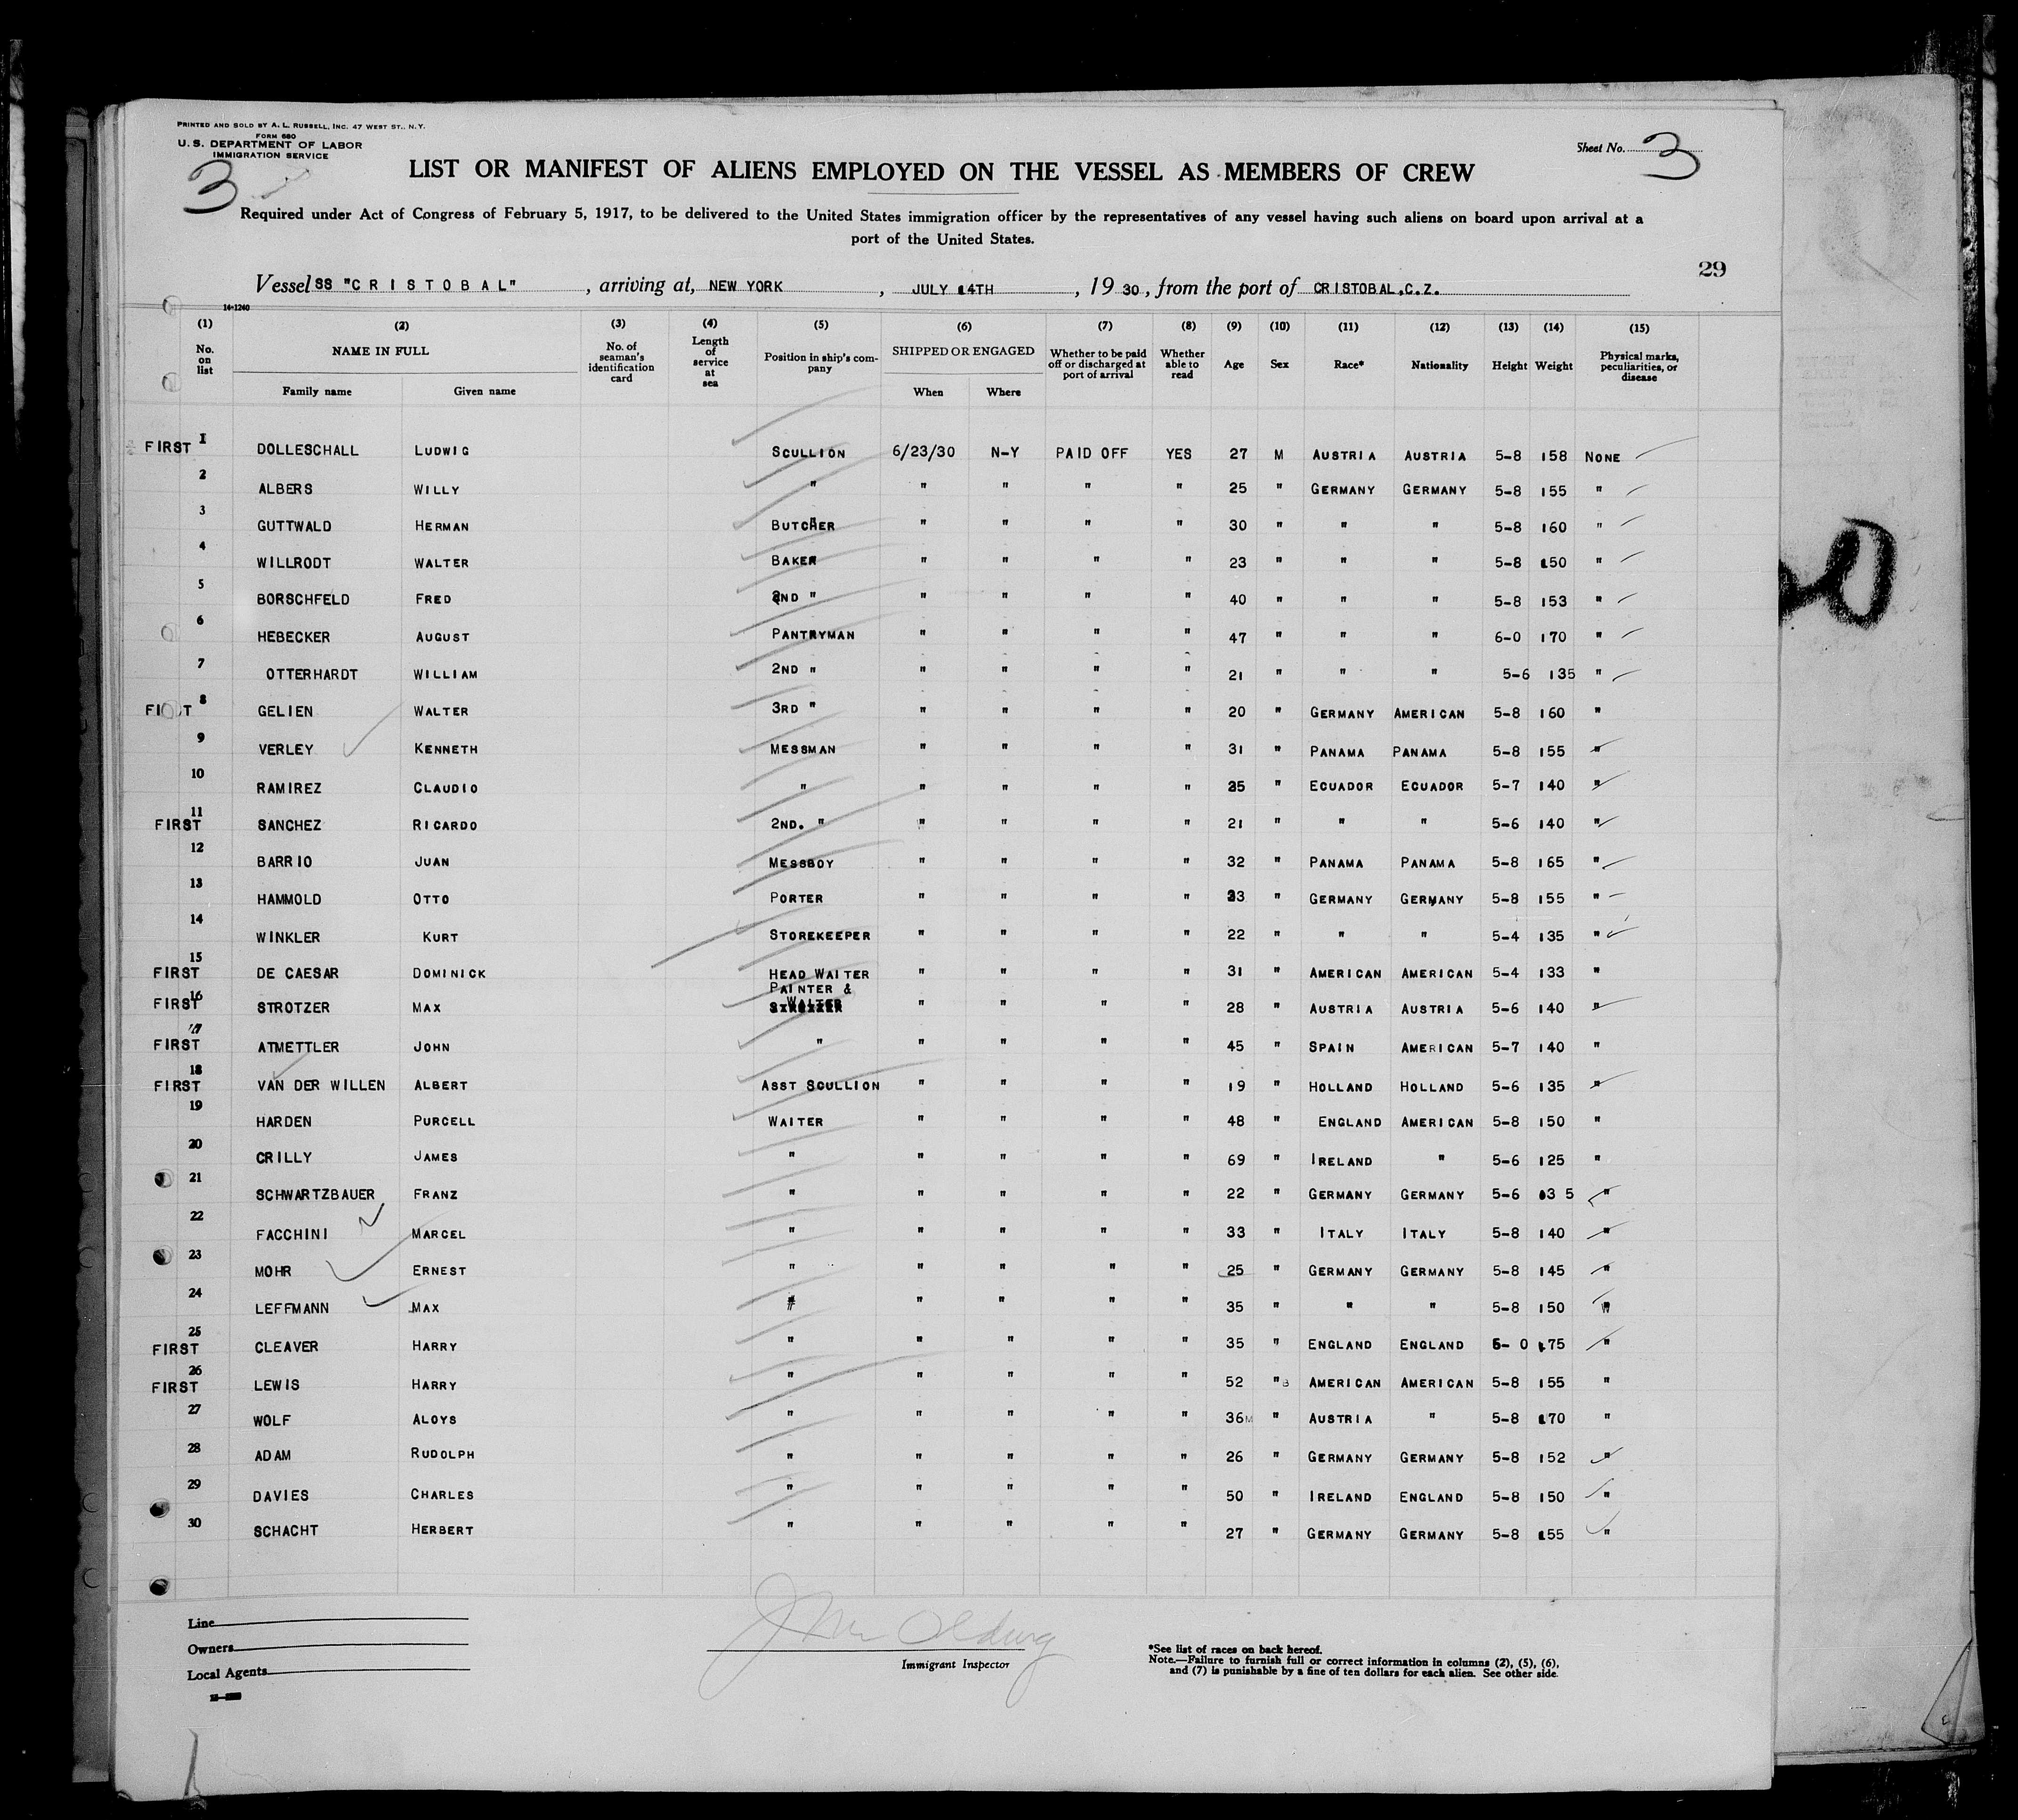 PRINTED AND SOLD BY A. L. RUSSELL, INC. 47 WEST ST., N.Y.
FORM 680
U. S. DEPARTMENT OF LABOR
IMMIGRATION SERVICE
Sheet No. 3
3
LIST OR MANIFEST OF ALIENS EMPLOYED ON THE VESSEL AS MEMBERS OF CREW
Required under Act of Congress of February 5, 1917, to be delivered to the United States immigration officer by the representatives of any vessel having such aliens on board upon arrival at a
port of the United States.
29
Vessel SS "CRISTOBAL", arriving at, NEW YORK, JULY 14TH, 1930, from the port of CRISTOBAL,C.Z.
14-1240
(1) (2) (3) (4) (5) (6) (7) (8) (9) (10) (11) (12) (13) (14) (15)
No. on list NAME IN FULL No. of seaman's identification card Length of service at sea Position in ship's company SHIPPED OR ENGAGED Whether to be paid off or discharged at port of arrival Whether able to read Age Sex Race* Nationality Height Weight Physical marks, peculiarities, or disease
Family name Given name When Where
FIRST 1 DOLLESCHALL LUDWIG SCULLION 6/23/30 N-Y PAID OFF YES 27 M AUSTRIA AUSTRIA 5-8 158 NONE
2 ALBERS WILLY " " " " " 25 " GERMANY GERMANY 5-8 155 "
3 GUTTWALD HERMAN BUTCHER " " " " 30 " " " 5-8 160 "
4 WILLRODT WALTER BAKER " " " " 23 " " " 5-8 150 "
5 BORSCHFELD FRED 2ND " " " " " 40 " " " 5-8 153 "
6 HEBECKER AUGUST PANTRYMAN " " " " 47 " " " 6-0 170 "
7 OTTERHARDT WILLIAM 2ND " " " " " 21 " " " 5-6 135 "
FIRST 8 GELIEN WALTER 3RD " " " " " 20 " GERMANY AMERICAN 5-8 160 "
9 VERLEY KENNETH MESSMAN " " " " 31 " PANAMA PANAMA 5-8 155 "
10 RAMIREZ CLAUDIO " " " " " 25 " ECUADOR ECUADOR 5-7 140 "
FIRST 11 SANCHEZ RICARDO 2ND. " " " " " 21 " " " 5-6 140 "
12 BARRIO JUAN MESSBOY " " " " 32 " PANAMA PANAMA 5-8 165 "
13 HAMMOLD OTTO PORTER " " " " 23 " GERMANY GERMANY 5-8 155 "
14 WINKLER KURT STOREKEEPER " " " " 22 " " " 5-4 135 "
FIRST 15 DE CAESAR DOMINICK HEAD WAITER " " " " 31 " AMERICAN AMERICAN 5-4 133 "
PAINTER &
FIRST 16 STROTZER MAX WAITER " " " " 28 " AUSTRIA AUSTRIA 5-6 140 "
FIRST 17 ATMETTLER JOHN " " " " " 45 " SPAIN AMERICAN 5-7 140 "
FIRST 18 VAN DER WILLEN ALBERT ASST SCULLION " " " " 19 " HOLLAND HOLLAND 5-6 135 "
19 HARDEN PURCELL WAITER " " " " 48 " ENGLAND AMERICAN 5-8 150 "
20 CRILLY JAMES " " " " " 69 " IRELAND " 5-6 125 "
21 SCHWARTZBAUER FRANZ " " " " " 22 " GERMANY GERMANY 5-6 135 "
22 FACCHINI MARCEL " " " " " 33 " ITALY ITALY 5-8 140 "
23 MOHR ERNEST " " " " " 25 " GERMANY GERMANY 5-8 145 "
24 LEFFMANN MAX " " " " " 35 " " " 5-8 150 "
FIRST 25 CLEAVER HARRY " " " " " 35 " ENGLAND ENGLAND 6-0 175 "
FIRST 26 LEWIS HARRY " " " " " 52 " AMERICAN AMERICAN 5-8 155 "
27 WOLF ALOYS " " " " " 36 " AUSTRIA " 5-8 170 "
28 ADAM RUDOLPH " " " " " 26 " GERMANY GERMANY 5-8 152 "
29 DAVIES CHARLES " " " " " 50 " IRELAND ENGLAND 5-8 150 "
30 SCHACHT HERBERT " " " " " 27 " GERMANY GERMANY 5-8 155 "
Line
Owners
Local Agents
Immigrant Inspector
*See list of races on back hereof.
Note.—Failure to furnish full or correct information in columns (2), (5), (6),
and (7) is punishable by a fine of ten dollars for each alien. See other side.